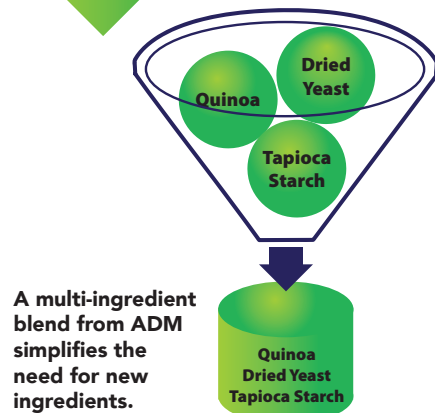 Dried
Yeast
Quinoa
Tapioca
Starch
A multi-ingredient
blend from ADM
simplifies the
need for new
ingredients.
Quinoa
Dried Yeast
Tapioca Starch